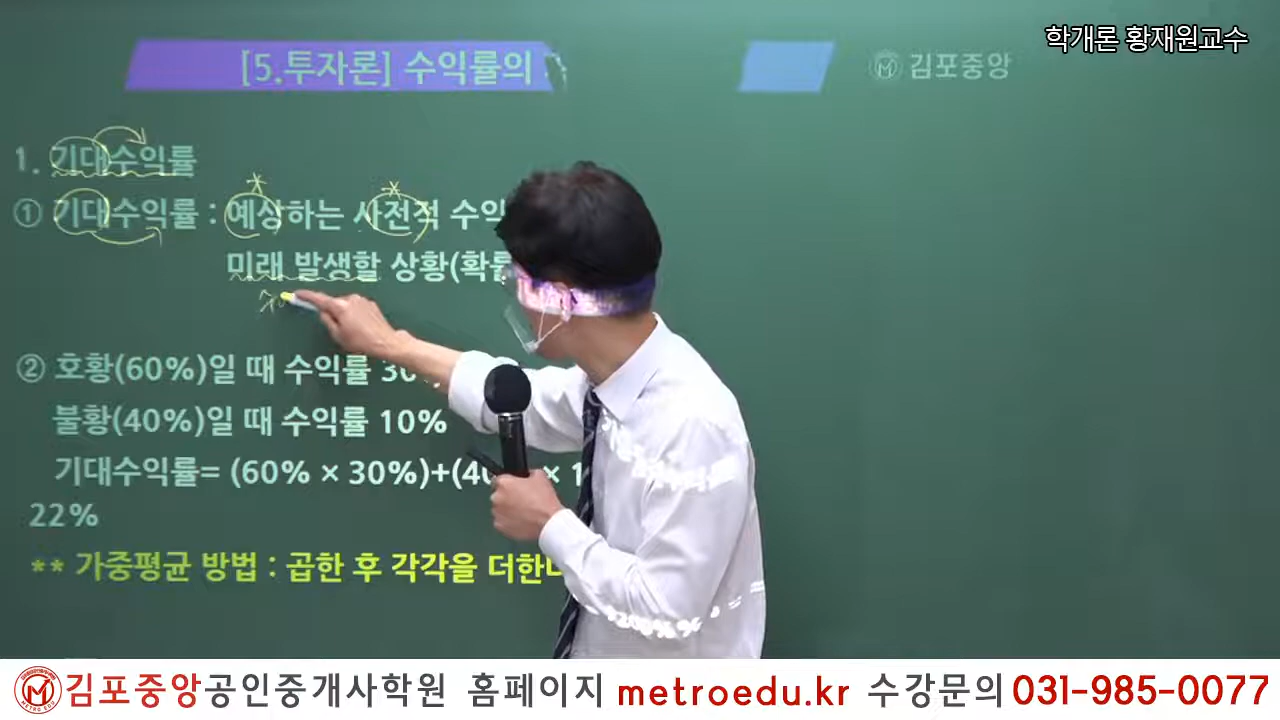 학개론 황재원교수
[5.투자론] 수익률의
김포중앙
1. 기대수익률
① 기대수익률 : 예상하는 사전적 수익
미래 발생할 상황(확률
② 호황(60%)일 때 수익률 30%
불황(40%)일 때 수익률 10%
기대수익률= (60% × 30%)+(40% × 1
22%
** 가중평균 방법 : 곱한 후 각각을 더한다
김포중앙공인중개사학원 홈페이지 metroedu.kr 수강문의 031-985-0077